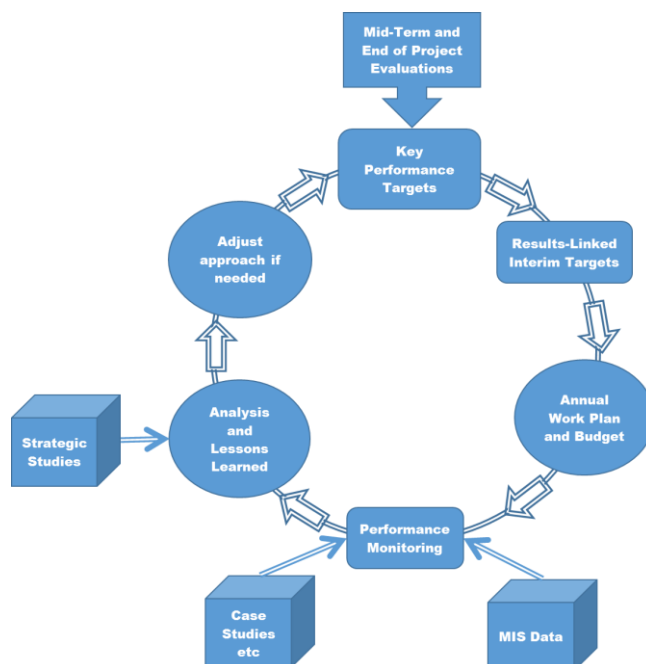 Mid-Term and
End of Project
Evaluations
Key
Performance
Targets
Results-Linked
Interim Targets
Annual
Work Plan
and Budget
Performance
Monitoring
MIS Data
Case
Studies
etc
Analysis
and
Lessons
Learned
Strategic
Studies
Adjust
approach if
needed